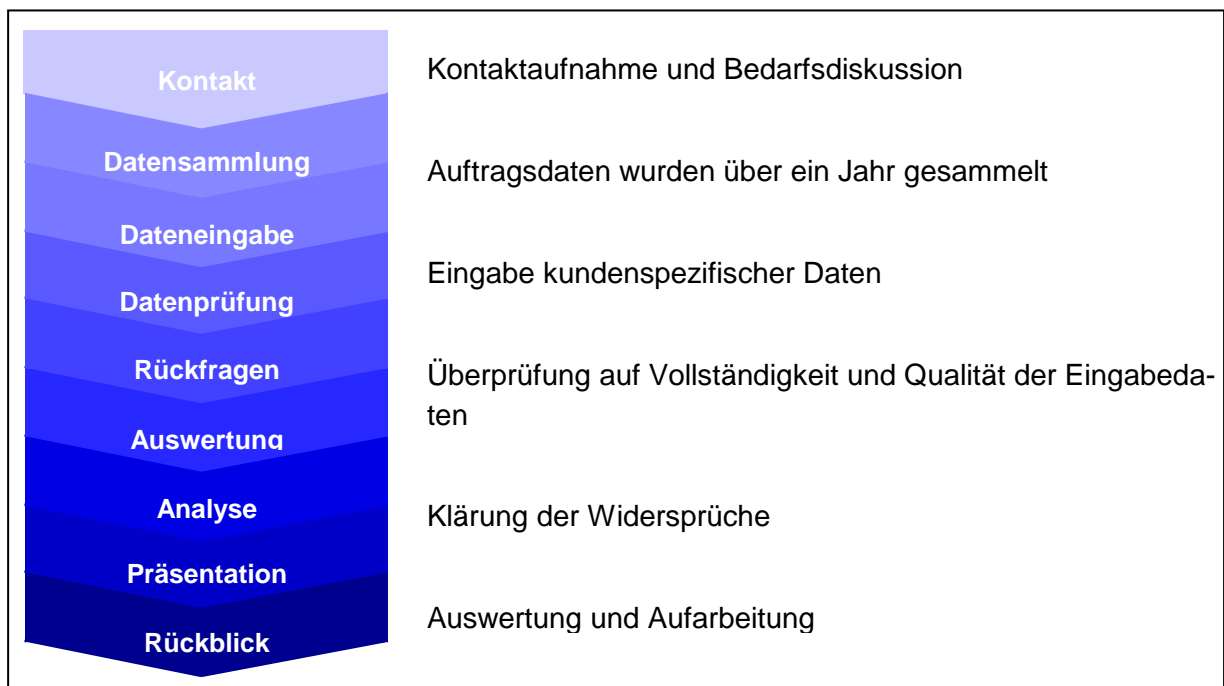 Kontakt
Kontaktaufnahme und Bedarfsdiskussion
Datensammlung
Auftragsdaten wurden über ein Jahr gesammelt
Dateneingabe
Eingabe kundenspezifischer Daten
Datenprüfung
Rückfragen
Überprüfung auf Vollständigkeit und Qualität der Eingabeda-
ten
Auswertung
Analyse
Klärung der Widersprüche
Präsentation
Auswertung und Aufarbeitung
Rückblick